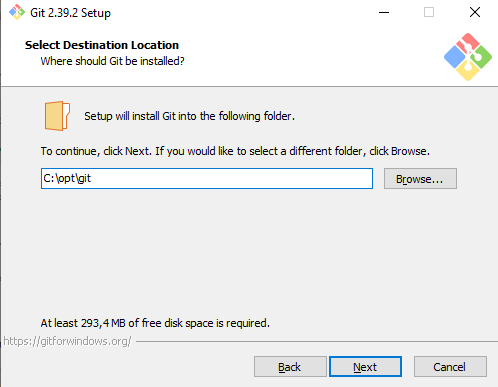 Git 2.39.2 Setup
Select Destination Location
Where should Git be installed?
Setup will install Git into the following folder.
To continue, click Next. If you would like to select a different folder, click Browse.
C:\opt\git
Browse...
At least 293,4 MB of free disk space is required.
https://gitforwindows.org/
Back
Next
Cancel